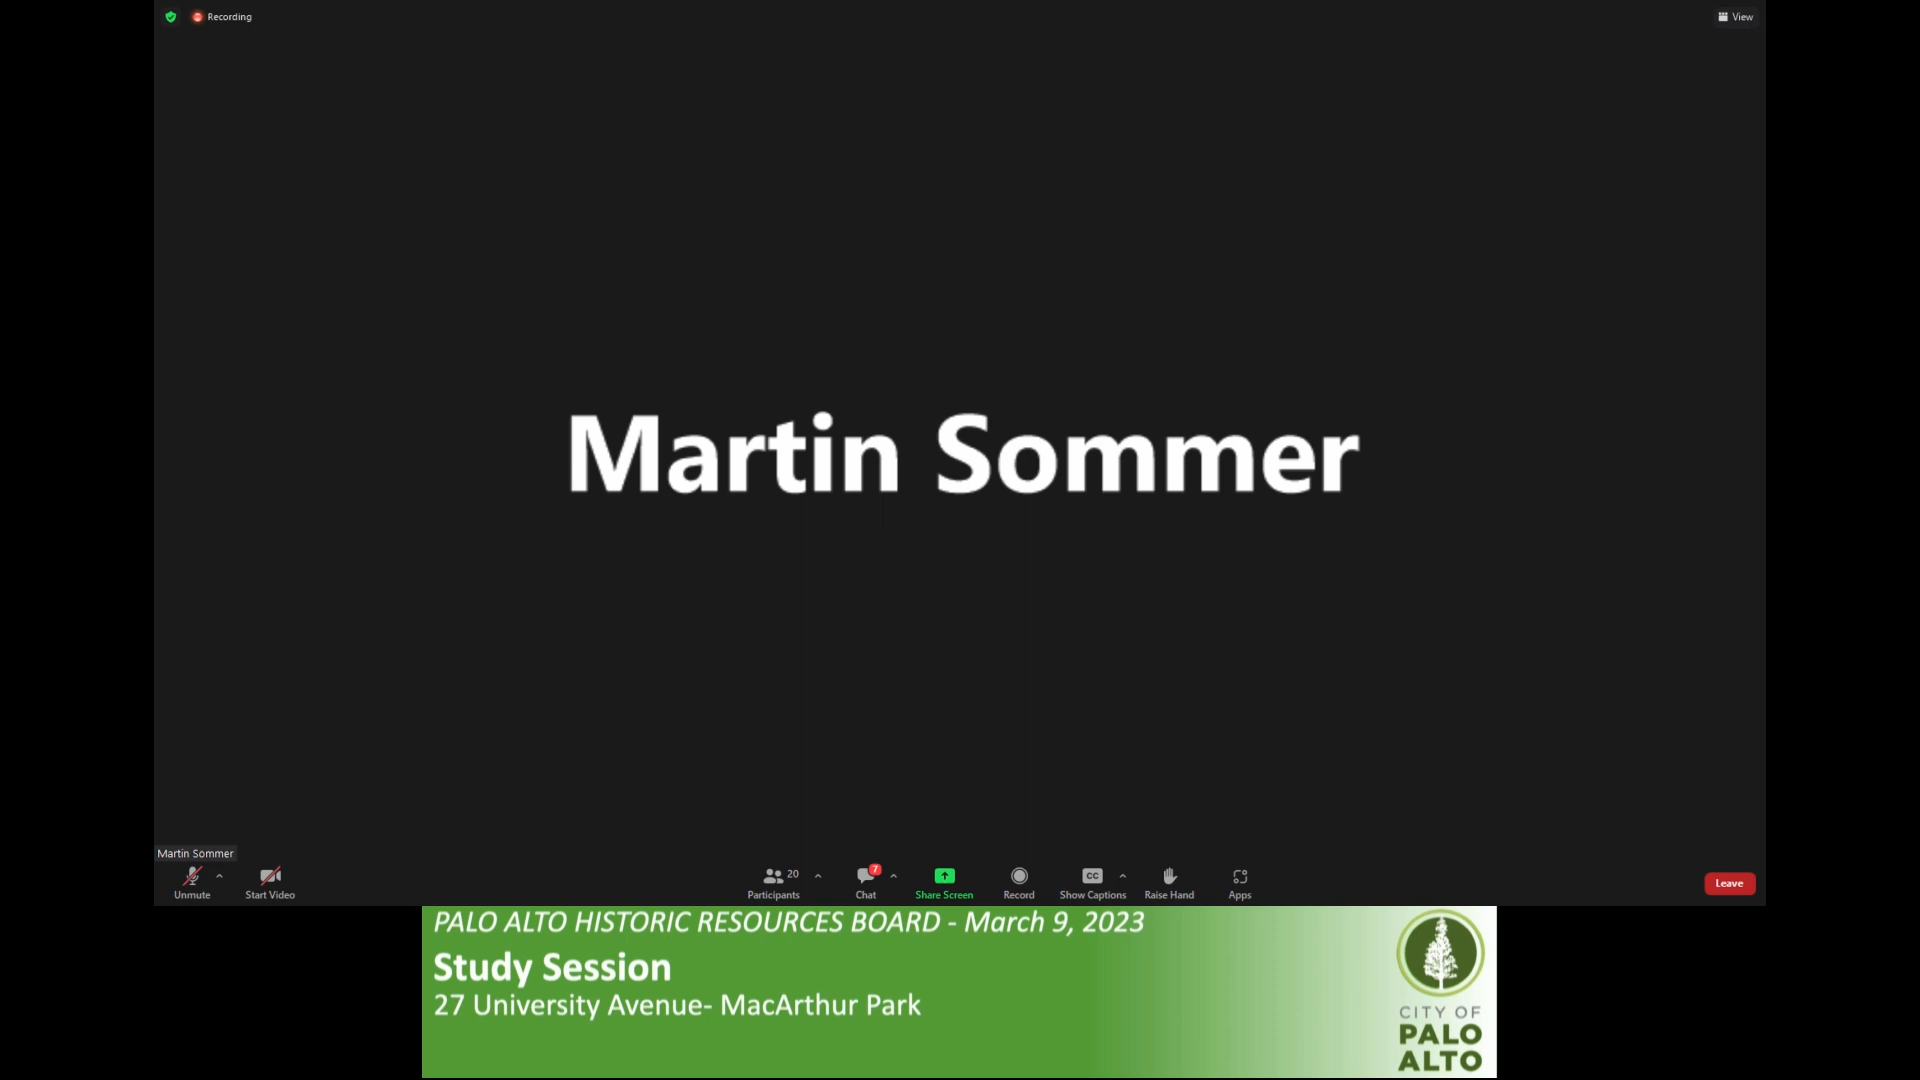 Recording
View
Martin Sommer
Martin Sommer
Unmute
Start Video
20
Participants
7
Chat
Share Screen
Record
CC
Show Captions
Raise Hand
Apps
Leave
PALO ALTO HISTORIC RESOURCES BOARD - March 9, 2023
Study Session
27 University Avenue- MacArthur Park
CITY OF
PALO
ALTO